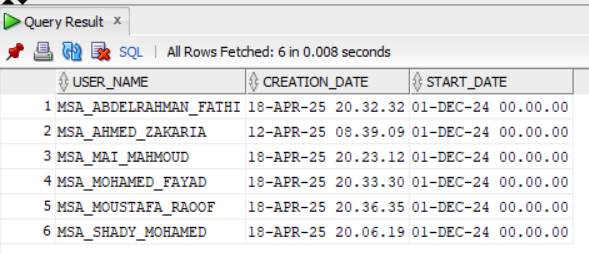 Query Result x
SQL | All Rows Fetched: 6 in 0.008 seconds
USER_NAME CREATION_DATE START_DATE
1 MSA_ABDELRAHMAN_FATHI 18-APR-25 20.32.32 01-DEC-24 00.00.00
2 MSA_AHMED_ZAKARIA 12-APR-25 08.39.09 01-DEC-24 00.00.00
3 MSA_MAI_MAHMOUD 18-APR-25 20.23.12 01-DEC-24 00.00.00
4 MSA_MOHAMED_FAYAD 18-APR-25 20.33.30 01-DEC-24 00.00.00
5 MSA_MOUSTAFA_RAOOF 18-APR-25 20.36.35 01-DEC-24 00.00.00
6 MSA_SHADY_MOHAMED 18-APR-25 20.06.19 01-DEC-24 00.00.00